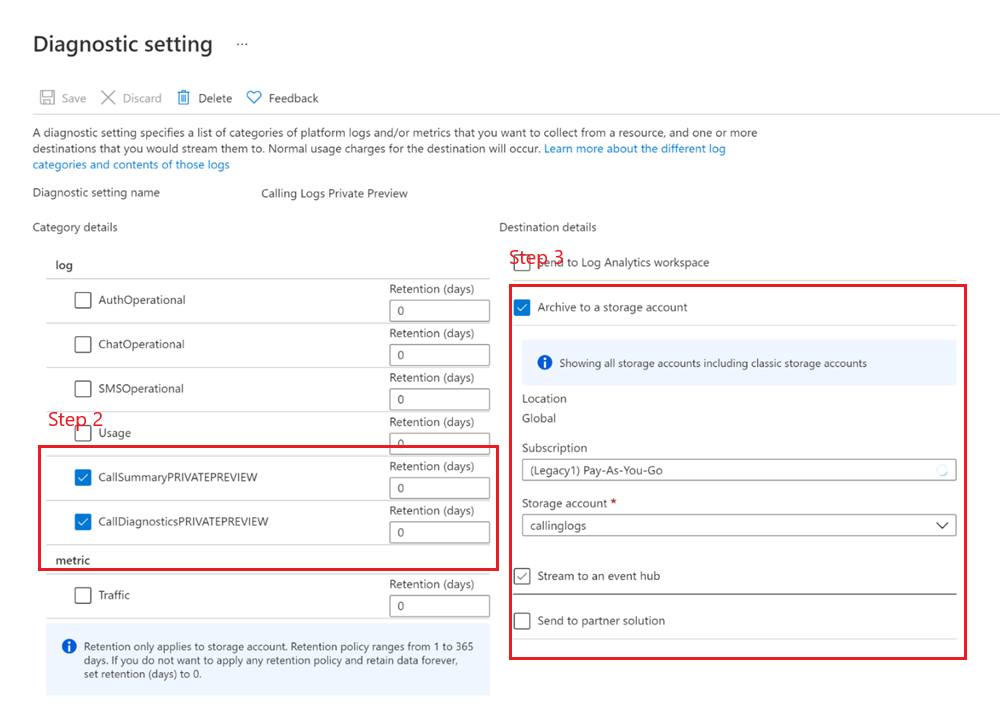 Diagnostic setting ...
Save Discard Delete Feedback
A diagnostic setting specifies a list of categories of platform logs and/or metrics that you want to collect from a resource, and one or more
destinations that you would stream them to. Normal usage charges for the destination will occur. Learn more about the different log
categories and contents of those logs
Diagnostic setting name Calling Logs Private Preview
Category details
log
Retention (days)
AuthOperational
0
Retention (days)
ChatOperational
0
Retention (days)
SMSOperational
0
Step 2
Retention (days)
Usage
0
Retention (days)
CallSummaryPRIVATEPREVIEW
0
Retention (days)
CallDiagnosticsPRIVATEPREVIEW
0
metric
Retention (days)
Traffic
0
Retention only applies to storage account. Retention policy ranges from 1 to 365
days. If you do not want to apply any retention policy and retain data forever,
set retention (days) to 0.
Destination details
Step 3
Send to Log Analytics workspace
Archive to a storage account
Showing all storage accounts including classic storage accounts
Location
Global
Subscription
(Legacy1) Pay-As-You-Go
Storage account *
callinglogs
Stream to an event hub
Send to partner solution